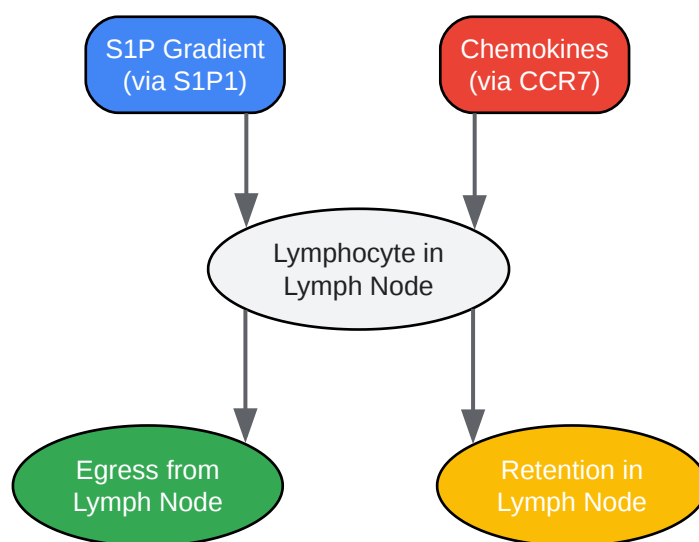 S1P Gradient
(via S1P1)
Chemokines
(via CCR7)
Lymphocyte in
Lymph Node
Egress from
Lymph Node
Retention in
Lymph Node